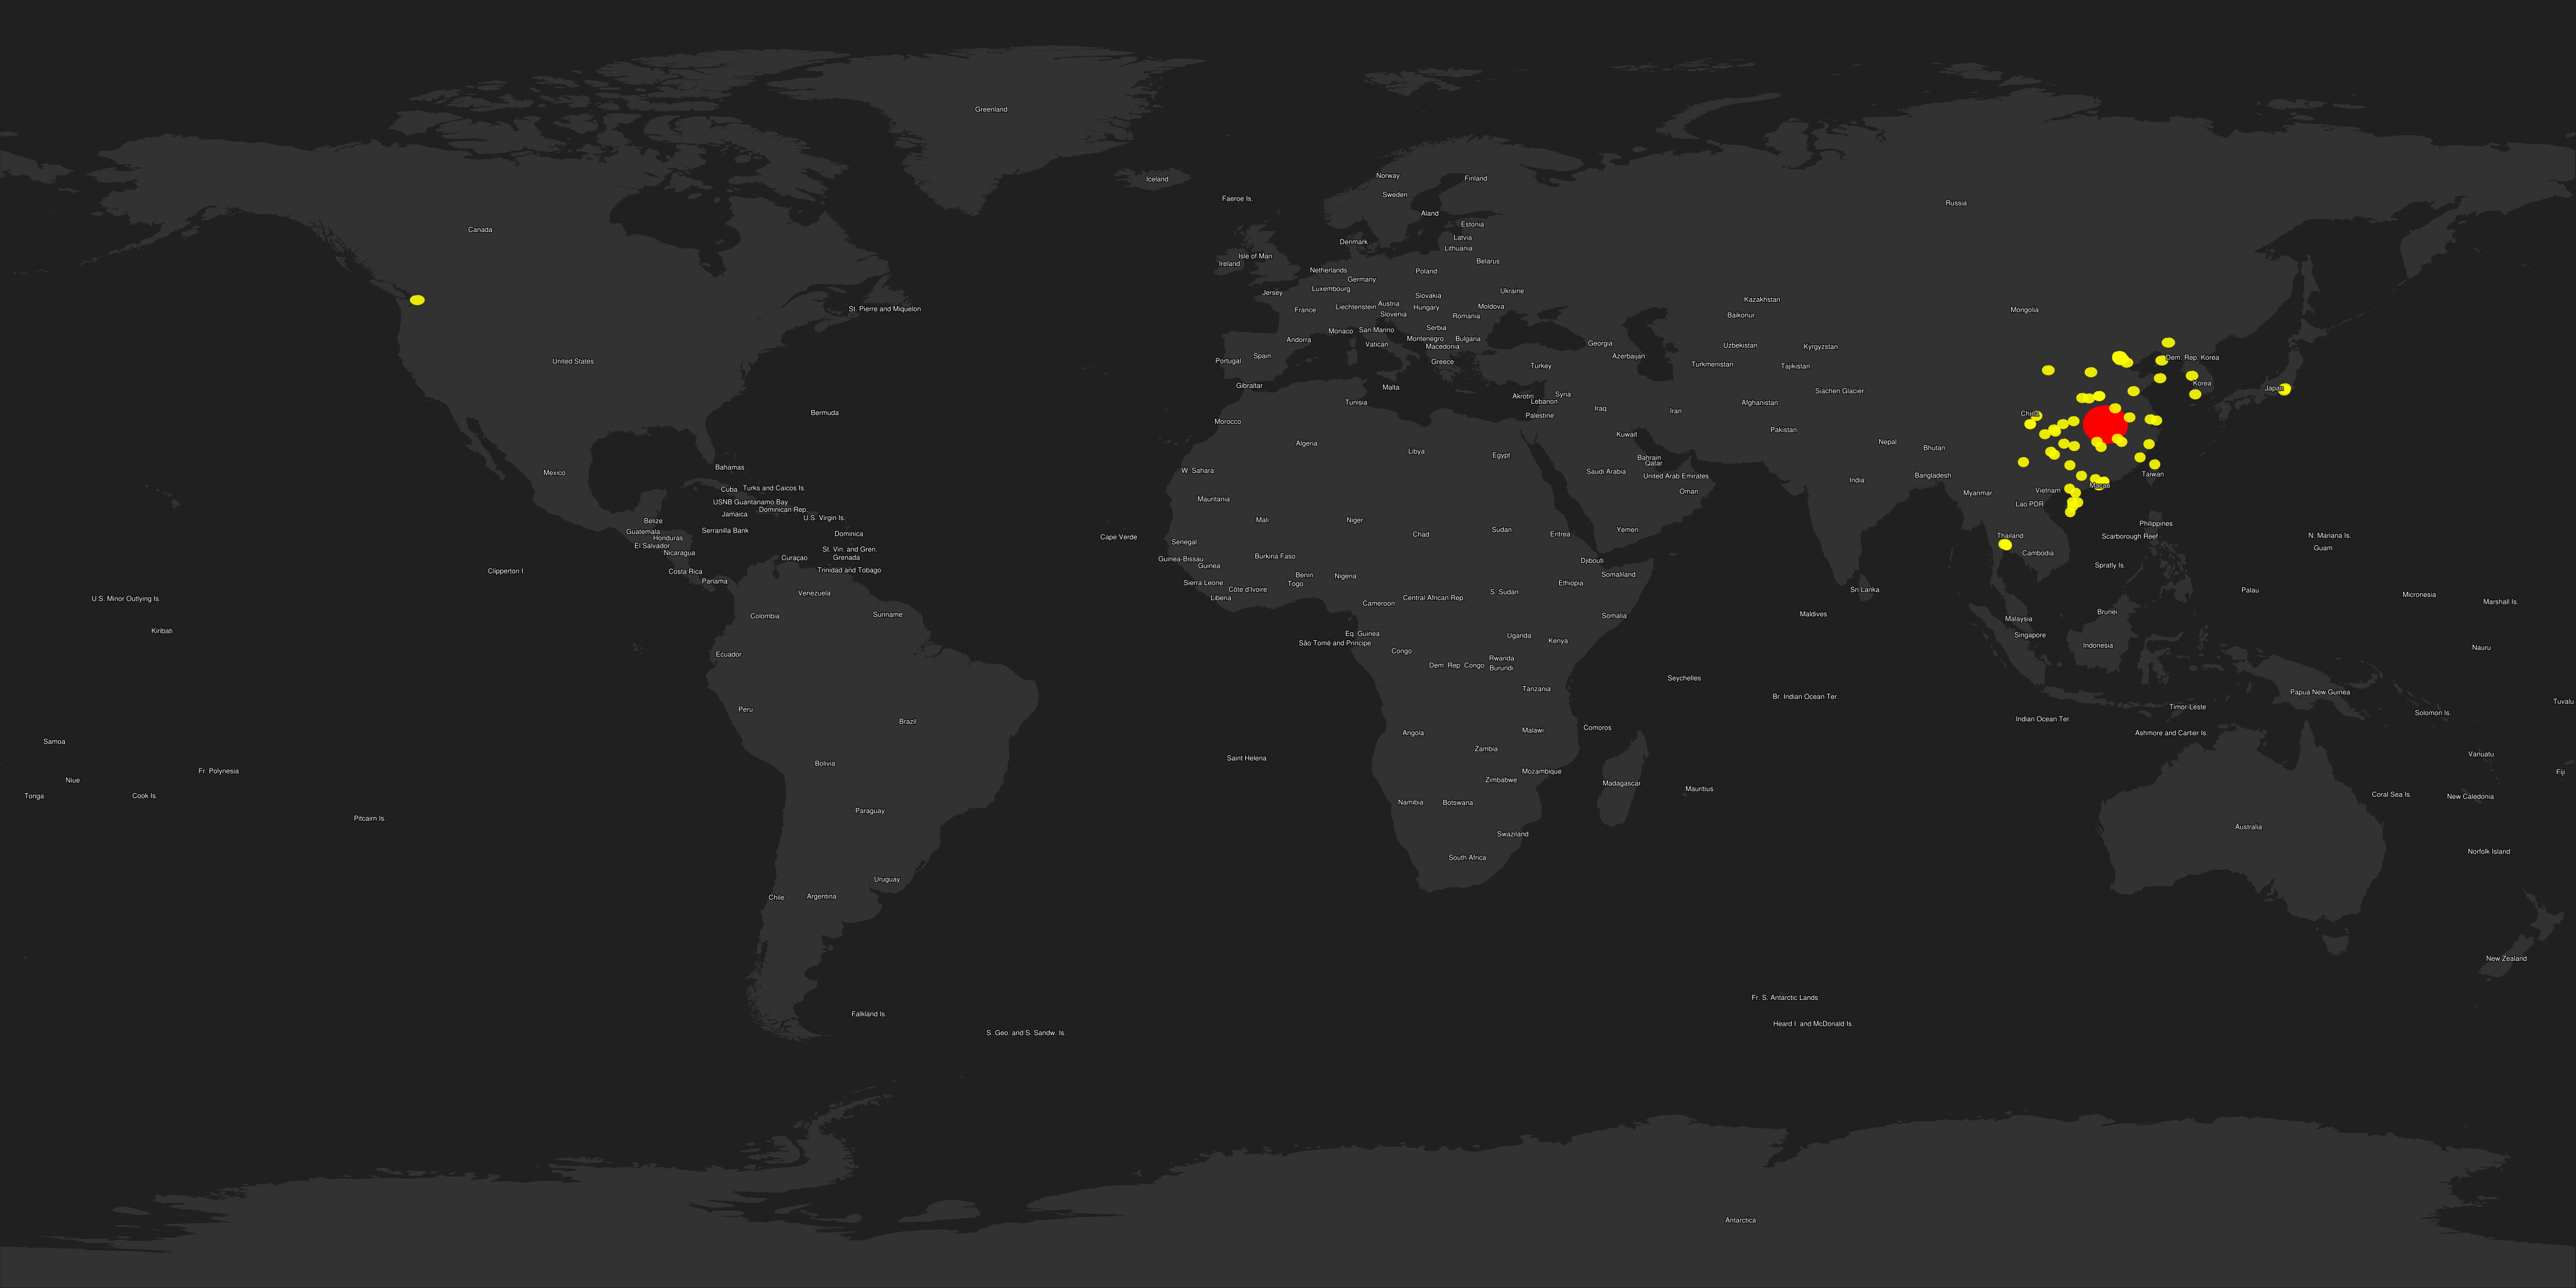 Greenland
Norway
Finland
Iceland
Sweden
Faeroe Is.
Russia
Aland
Estonia
Canada
Latvia
Denmark
Lithuania
Isle of Man
Ireland
Belarus
Netherlands
Poland
Germany
Luxembourg
Ukraine
Jersey
Slovakia
Kazakhstan
Austria
Liechtenstein
Hungary
Moldova
St. Pierre and Miquelon
France
Mongolia
Slovenia
Romania
Baikonur
Serbia
San Marino
Monaco
Montenegro
Bulgaria
Andorra
Georgia
Vatican
Uzbekistan
Macedonia
Kyrgyzstan
Spain
Azerbaijan
Dem. Rep. Korea
United States
Portugal
Greece
Turkmenistan
Turkey
Tajikistan
Korea
Gibraltar
Malta
Japan
Siachen Glacier
Syria
Akrotiri
Lebanon
Tunisia
Afghanistan
Iraq
Iran
Bermuda
China
Palestine
Morocco
Pakistan
Kuwait
Algeria
Nepal
Bhutan
Libya
Egypt
Bahrain
Qatar
Bahamas
W. Sahara
Saudi Arabia
Mexico
Taiwan
Bangladesh
United Arab Emirates
India
Macau
Turks and Caicos Is.
Cuba
Vietnam
Oman
Myanmar
Mauritania
USNB Guantanamo Bay
Lao PDR
Dominican Rep.
Jamaica
U.S. Virgin Is.
Mali
Niger
Belize
Philippines
Sudan
Yemen
Serranilla Bank
Guatemala
Dominica
Chad
Eritrea
Thailand
N. Mariana Is.
Scarborough Reef
Cape Verde
Honduras
Senegal
El Salvador
Guam
St. Vin. and Gren.
Nicaragua
Cambodia
Burkina Faso
Grenada
Curaçao
Guinea-Bissau
Djibouti
Guinea
Spratly Is.
Trinidad and Tobago
Clipperton I.
Costa Rica
Somaliland
Benin
Nigeria
Panama
Sierra Leone
Togo
Ethiopia
Côte d'Ivoire
Sri Lanka
Palau
S. Sudan
Venezuela
Micronesia
Liberia
Central African Rep.
U.S. Minor Outlying Is.
Marshall Is.
Cameroon
Brunei
Maldives
Suriname
Colombia
Somalia
Malaysia
Kiribati
Eq. Guinea
Singapore
Uganda
Kenya
São Tomé and Principe
Indonesia
Nauru
Congo
Ecuador
Rwanda
Dem. Rep. Congo
Burundi
Seychelles
Tanzania
Papua New Guinea
Br. Indian Ocean Ter.
Tuvalu
Timor-Leste
Peru
Solomon Is.
Indian Ocean Ter.
Brazil
Comoros
Malawi
Angola
Ashmore and Cartier Is.
Samoa
Zambia
Vanuatu
Saint Helena
Bolivia
Fr. Polynesia
Mozambique
Fiji
Niue
Zimbabwe
Madagascar
Mauritius
Coral Sea Is.
Tonga
Cook Is.
New Caledonia
Namibia
Botswana
Paraguay
Pitcairn Is.
Australia
Swaziland
Norfolk Island
South Africa
Uruguay
Argentina
Chile
New Zealand
Fr. S. Antarctic Lands
Falkland Is.
Heard I. and McDonald Is.
S. Geo. and S. Sandw. Is.
Antarctica